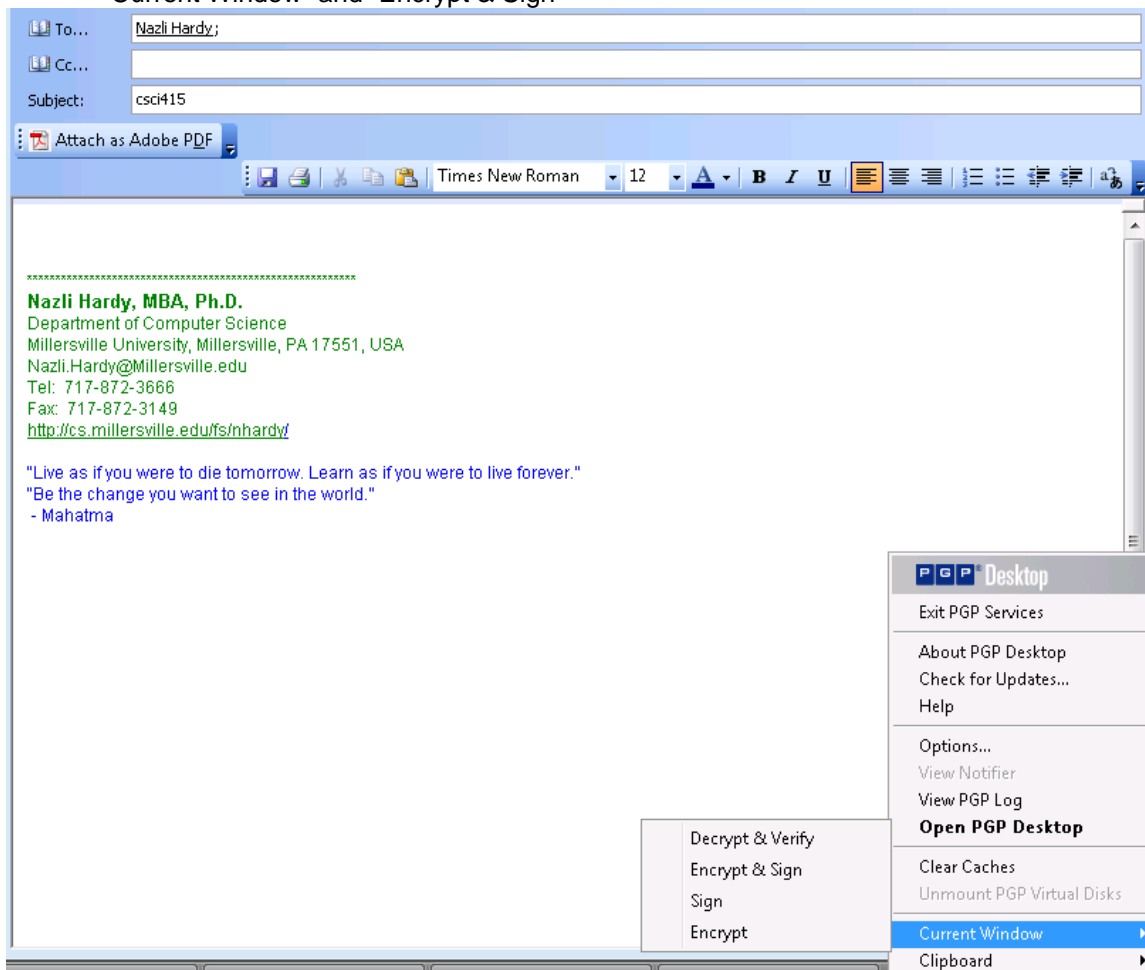 "Current Window" and "Encrypt & Sign"
To...
Nazli Hardy;
Cc...
Subject:
csci415
Attach as Adobe PDF
Times New Roman
12
A
B I U
**********************************************************
Nazli Hardy, MBA, Ph.D.
Department of Computer Science
Millersville University, Millersville, PA 17551, USA
Nazli.Hardy@Millersville.edu
Tel: 717-872-3666
Fax: 717-872-3149
http://cs.millersville.edu/fs/nhardy/
"Live as if you were to die tomorrow. Learn as if you were to live forever."
"Be the change you want to see in the world."
- Mahatma
PGP® Desktop
Exit PGP Services
About PGP Desktop
Check for Updates...
Help
Options...
View Notifier
View PGP Log
Open PGP Desktop
Clear Caches
Unmount PGP Virtual Disks
Current Window
Clipboard
Decrypt & Verify
Encrypt & Sign
Sign
Encrypt